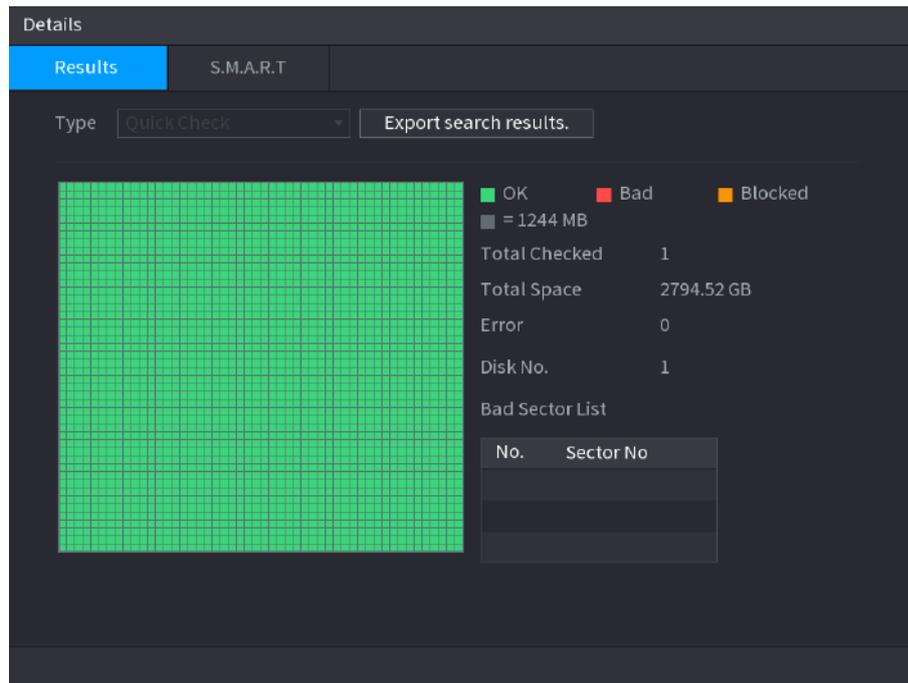 Details
Results S.M.A.R.T
Type Quick Check Export search results.
OK Bad Blocked
= 1244 MB
Total Checked 1
Total Space 2794.52 GB
Error 0
Disk No. 1
Bad Sector List
No. Sector No